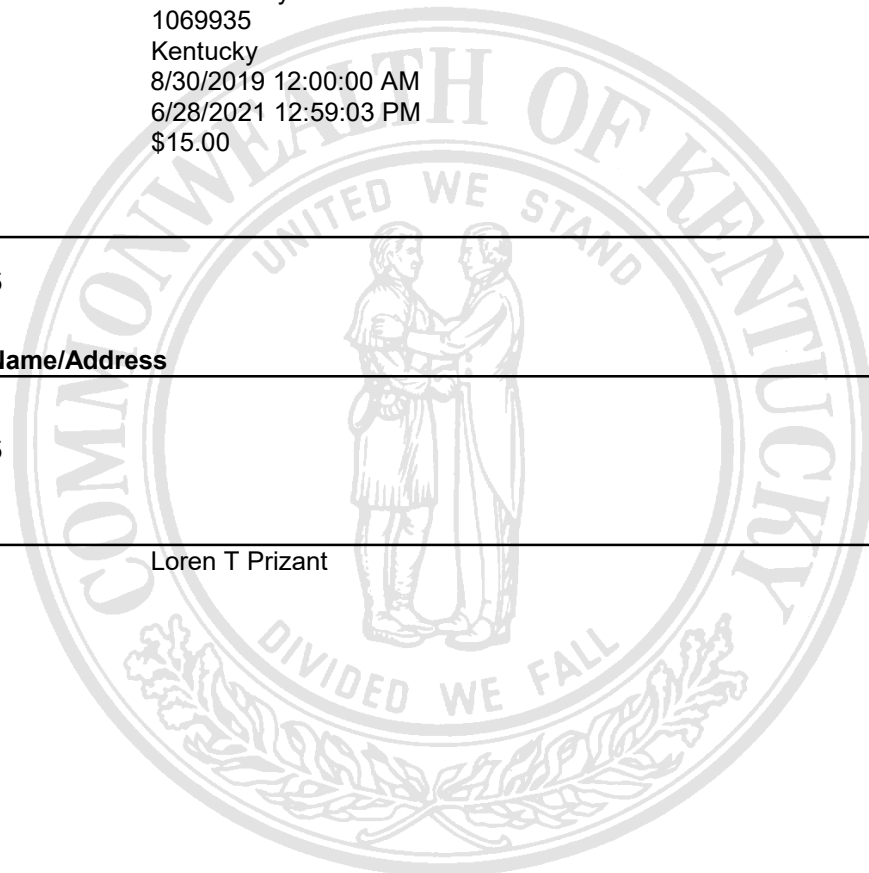 1069935
Kentucky
8/30/2019 12:00:00 AM
6/28/2021 12:59:03 PM
$15.00
COMMONWEALTH OF KENTUCKY
UNITED WE STAND
Name/Address
Loren T Prizant
DIVIDED WE FALL